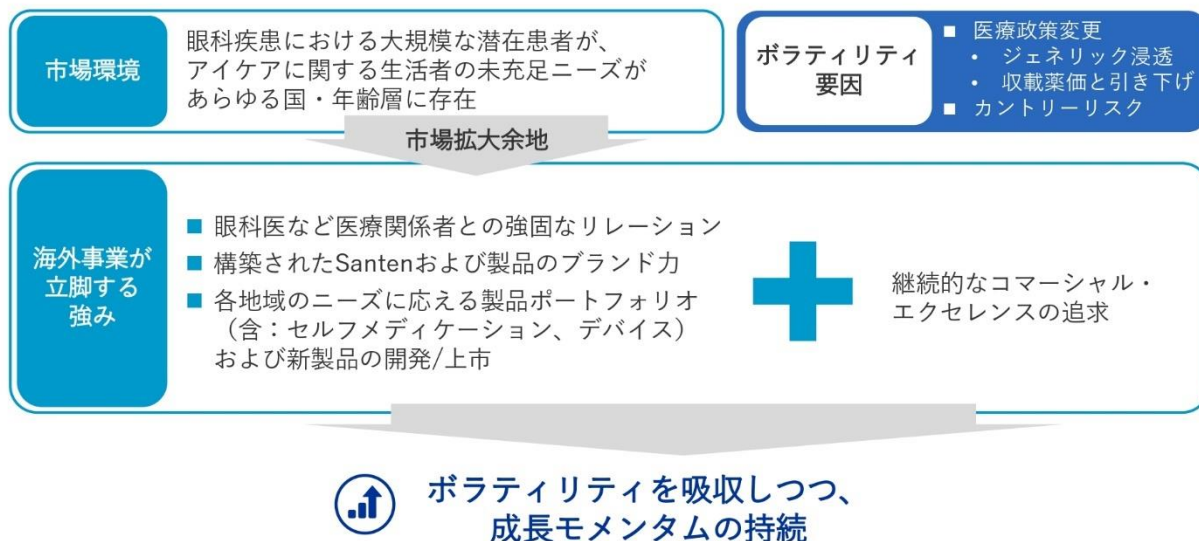 市場環境
眼科疾患における大規模な潜在患者が、
アイケアに関する生活者の未充足ニーズが
あらゆる国・年齢層に存在
ボラティリティ
要因
■ 医療政策変更
• ジェネリック浸透
• 収載薬価と引き下げ
■ カントリーリスク
市場拡大余地
海外事業が
立脚する
強み
■ 眼科医など医療関係者との強固なリレーション
■ 構築されたSantenおよび製品のブランド力
■ 各地域のニーズに応える製品ポートフォリオ
（含：セルフメディケーション、デバイス）
および新製品の開発/上市
継続的なコマーシャル・
エクセレンスの追求
ボラティリティを吸収しつつ、
成長モメンタムの持続